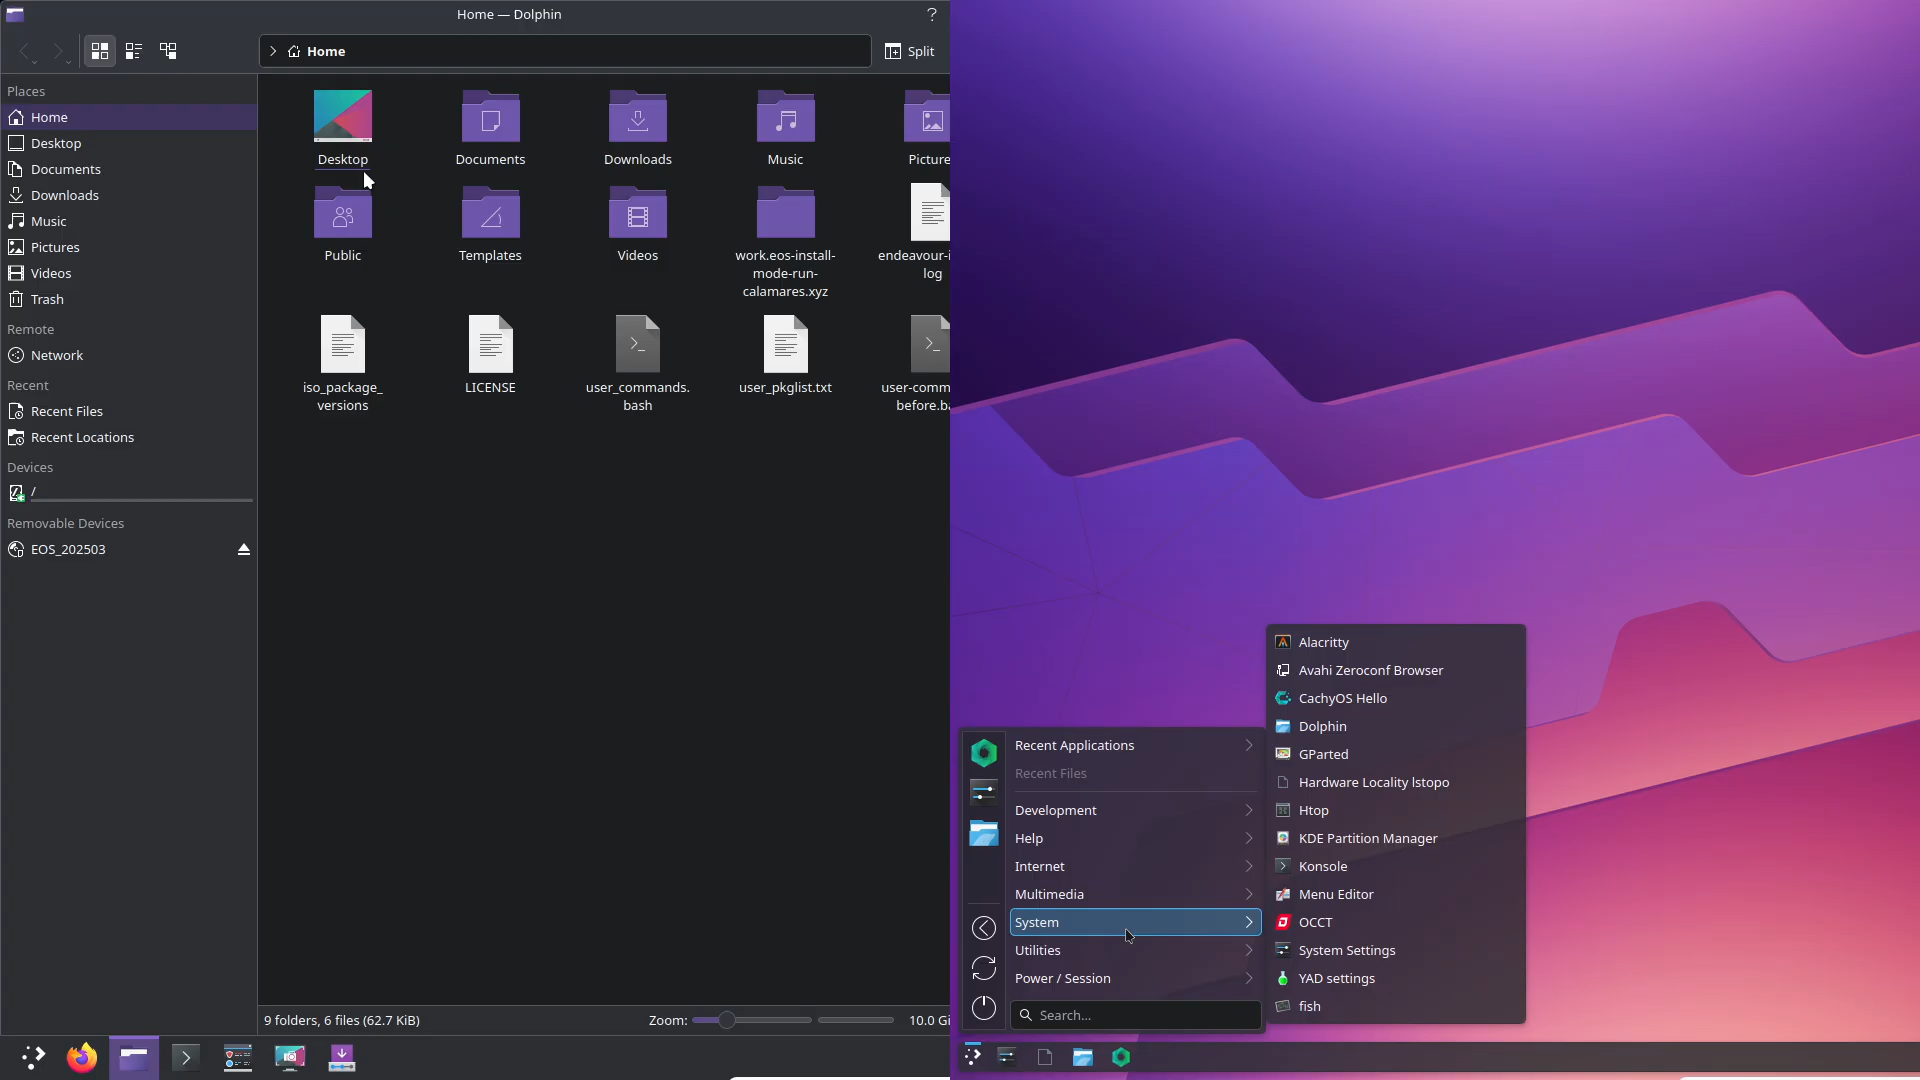 Home — Dolphin
?
Home
Split
Places
Home
Desktop
Documents
Downloads
Music
Pictures
Videos
Trash
Remote
Network
Recent
Recent Files
Recent Locations
Devices
/
Removable Devices
EOS_202503
Desktop
Documents
Downloads
Music
Picture
Public
Templates
Videos
work.eos-install-
mode-run-
calamares.xyz
endeavour-i
log
iso_package_
versions
LICENSE
user_commands.
bash
user_pkglist.txt
user-comm
before.ba
9 folders, 6 files (62.7 KiB)
Zoom:
10.0 Gi
Recent Applications
Recent Files
Development
Help
Internet
Multimedia
System
Utilities
Power / Session
Search...
Alacritty
Avahi Zeroconf Browser
CachyOS Hello
Dolphin
GParted
Hardware Locality lstopo
Htop
KDE Partition Manager
Konsole
Menu Editor
OCCT
System Settings
YAD settings
fish